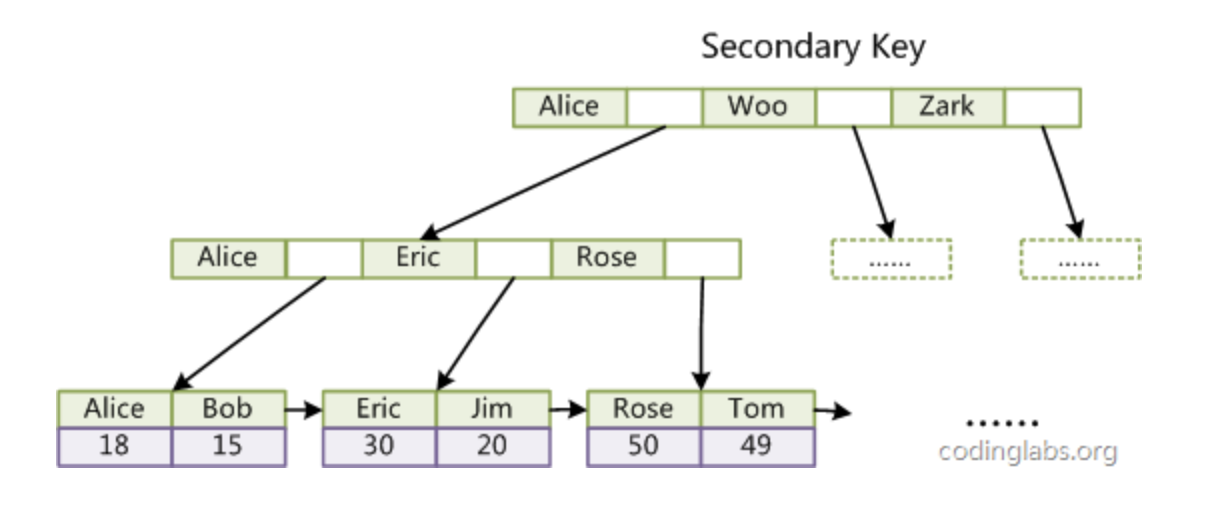 Secondary Key
Alice Woo Zark
Alice Eric Rose ...... ......
Alice Bob Eric Jim Rose Tom
18 15 30 20 50 49
......
codinglabs.org